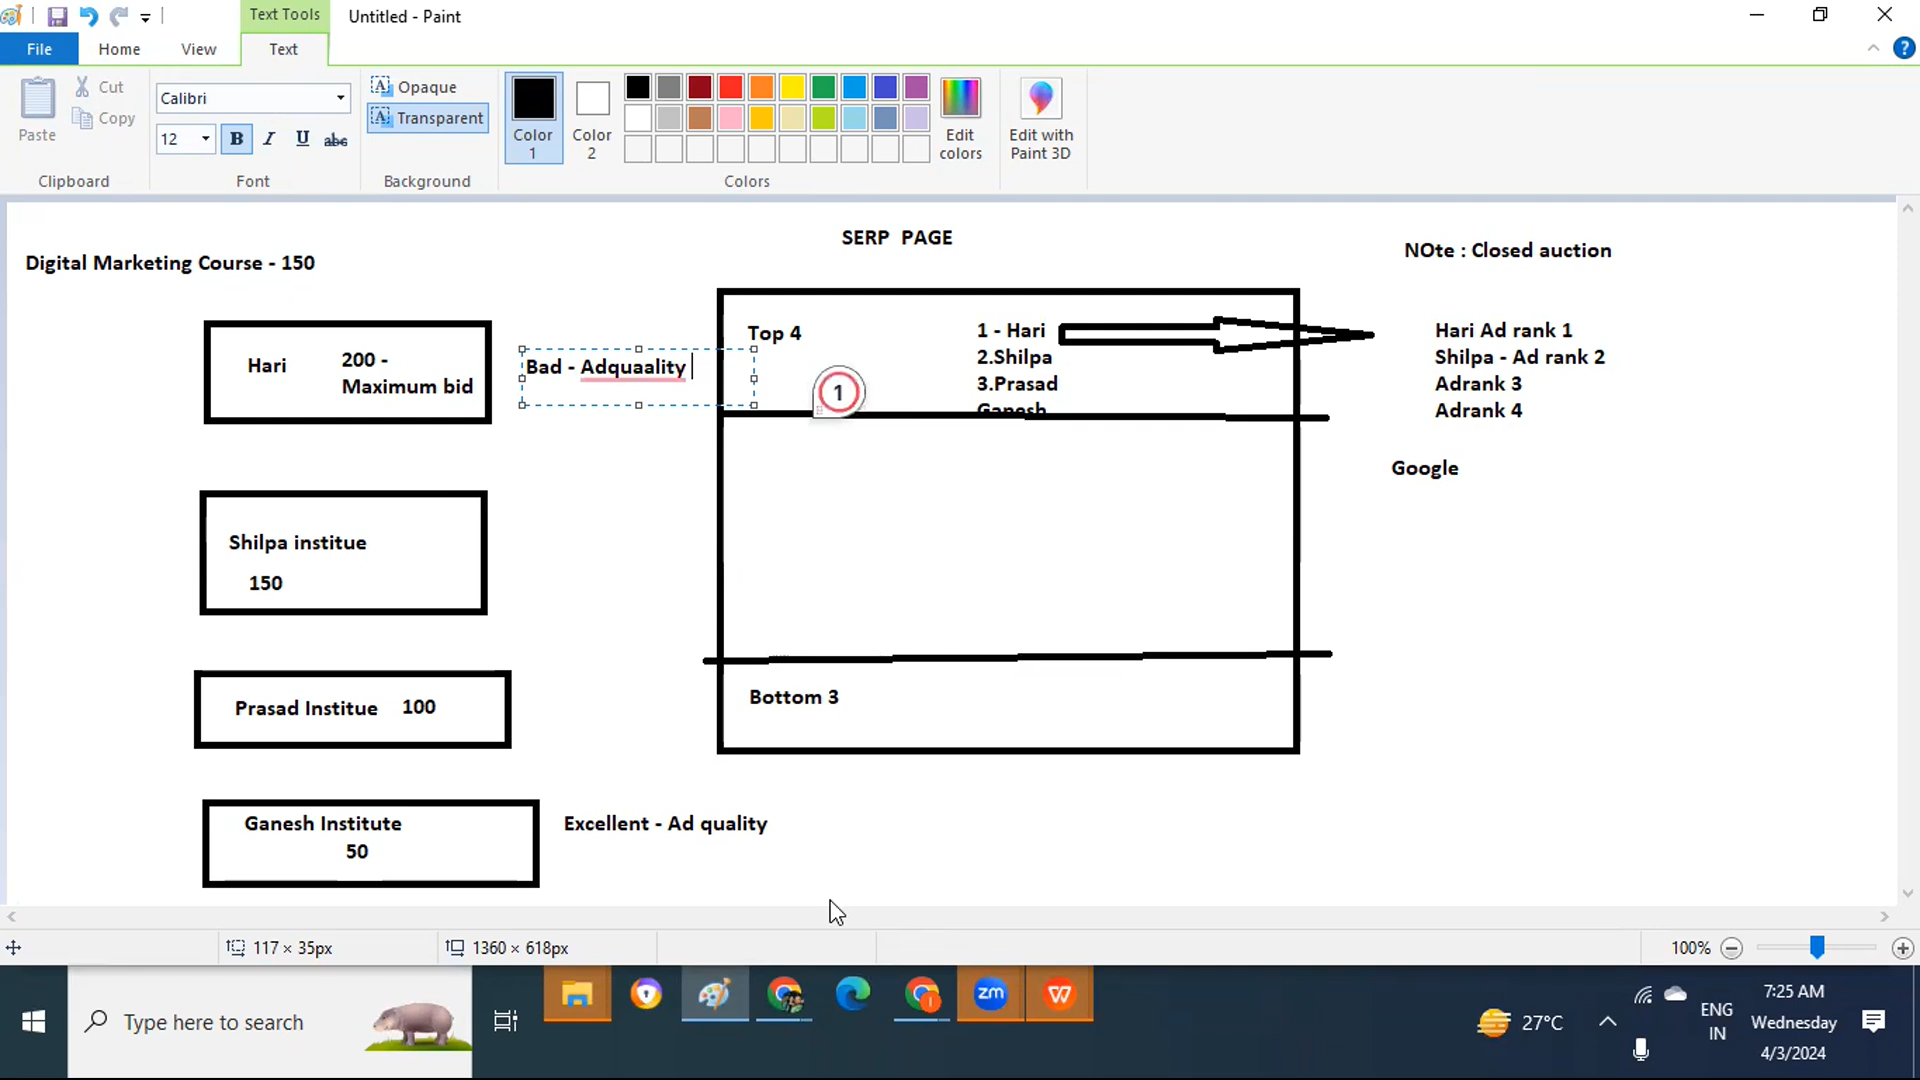 Text Tools
Untitled - Paint
File
Home
View
Text
Paste
Cut
Copy
Clipboard
Calibri
12
B
I
U
abc
Font
Opaque
Transparent
Background
Color 1
Color 2
Colors
Edit colors
Edit with Paint 3D
SERP PAGE
NOte : Closed auction
Digital Marketing Course - 150
Hari
200 -
Maximum bid
Bad - Adquaality
Top 4
1
1 - Hari
2.Shilpa
3.Prasad
Ganesh
Hari Ad rank 1
Shilpa - Ad rank 2
Adrank 3
Adrank 4
Google
Shilpa institue
150
Prasad Institue 100
Bottom 3
Ganesh Institute
50
Excellent - Ad quality
117 × 35px
1360 × 618px
100%
Type here to search
zm
W
27°C
ENG
IN
7:25 AM
Wednesday
4/3/2024